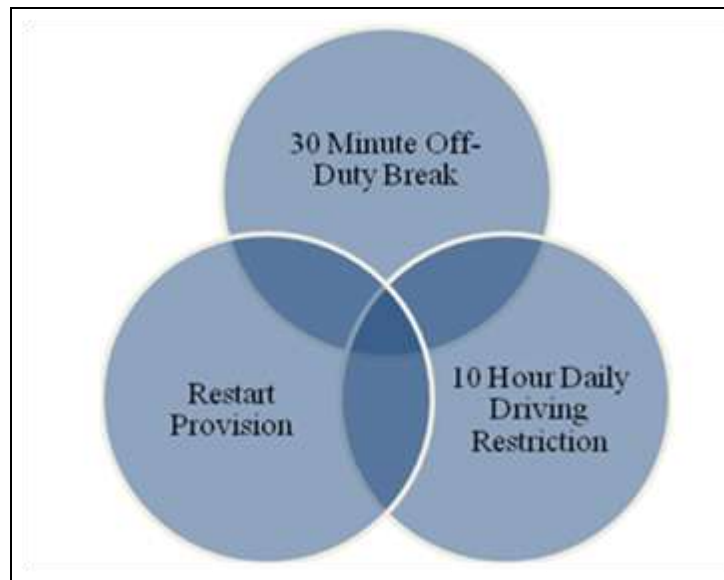 30 Minute Off-
Duty Break
Restart
Provision
10 Hour Daily
Driving
Restriction